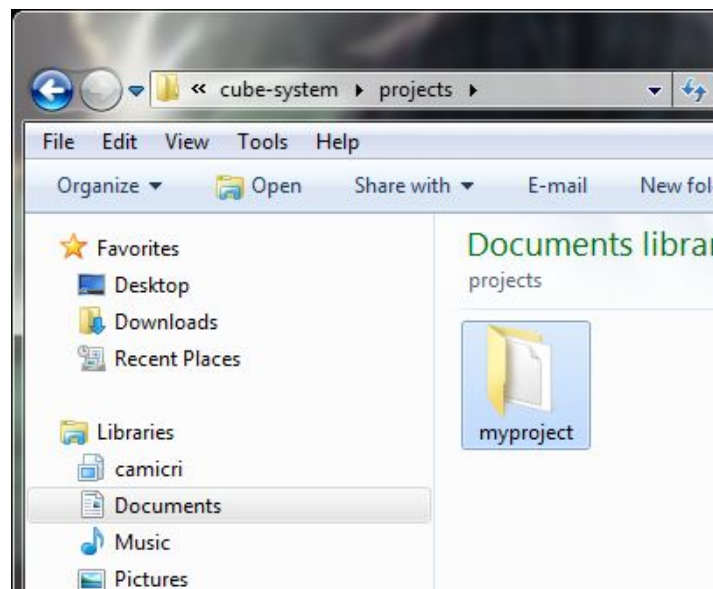 « cube-system ▸ projects ▸
File Edit View Tools Help
Organize ▼ Open Share with ▼ E-mail New fol
Favorites
Desktop
Downloads
Recent Places
Libraries
camicri
Documents
Music
Pictures
Documents librar
projects
myproject